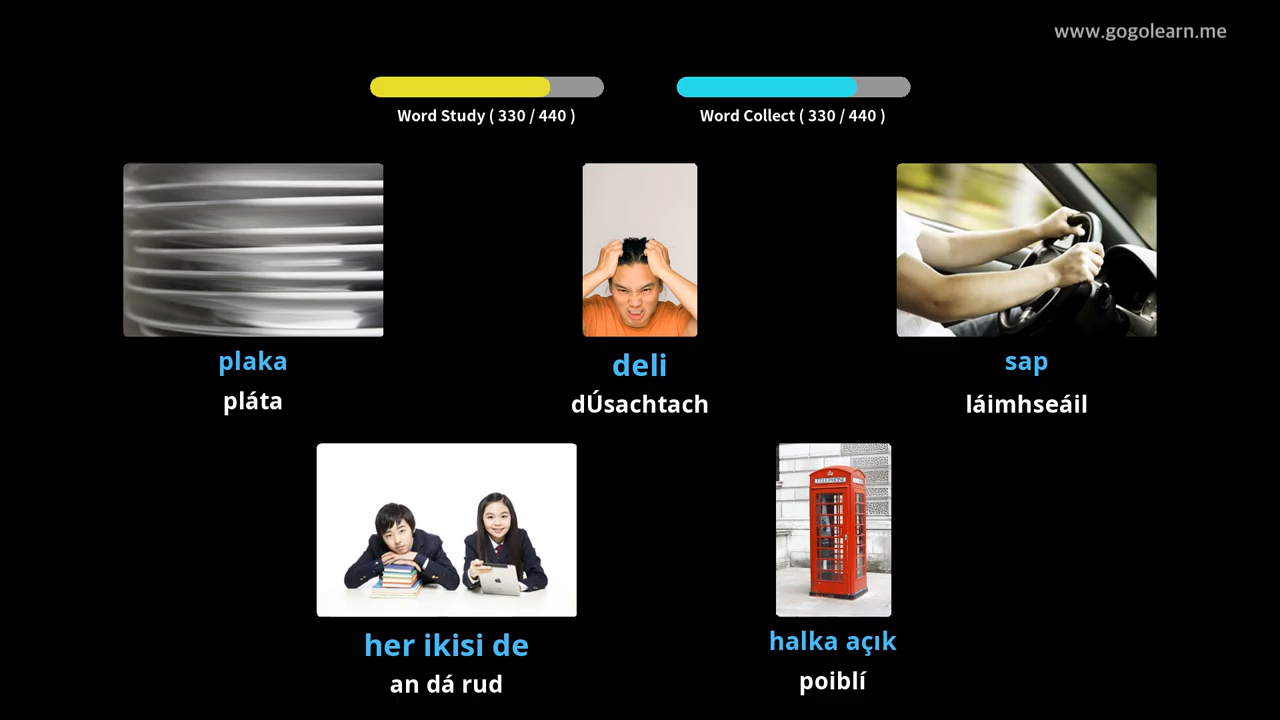 www.gogolearn.me
Word Study ( 330 / 440 )
Word Collect ( 330 / 440 )
plaka
pláta
deli
dÚsachtach
sap
láimhseáil
her ikisi de
an dá rud
TELEPHONE
halka açık
poiblí